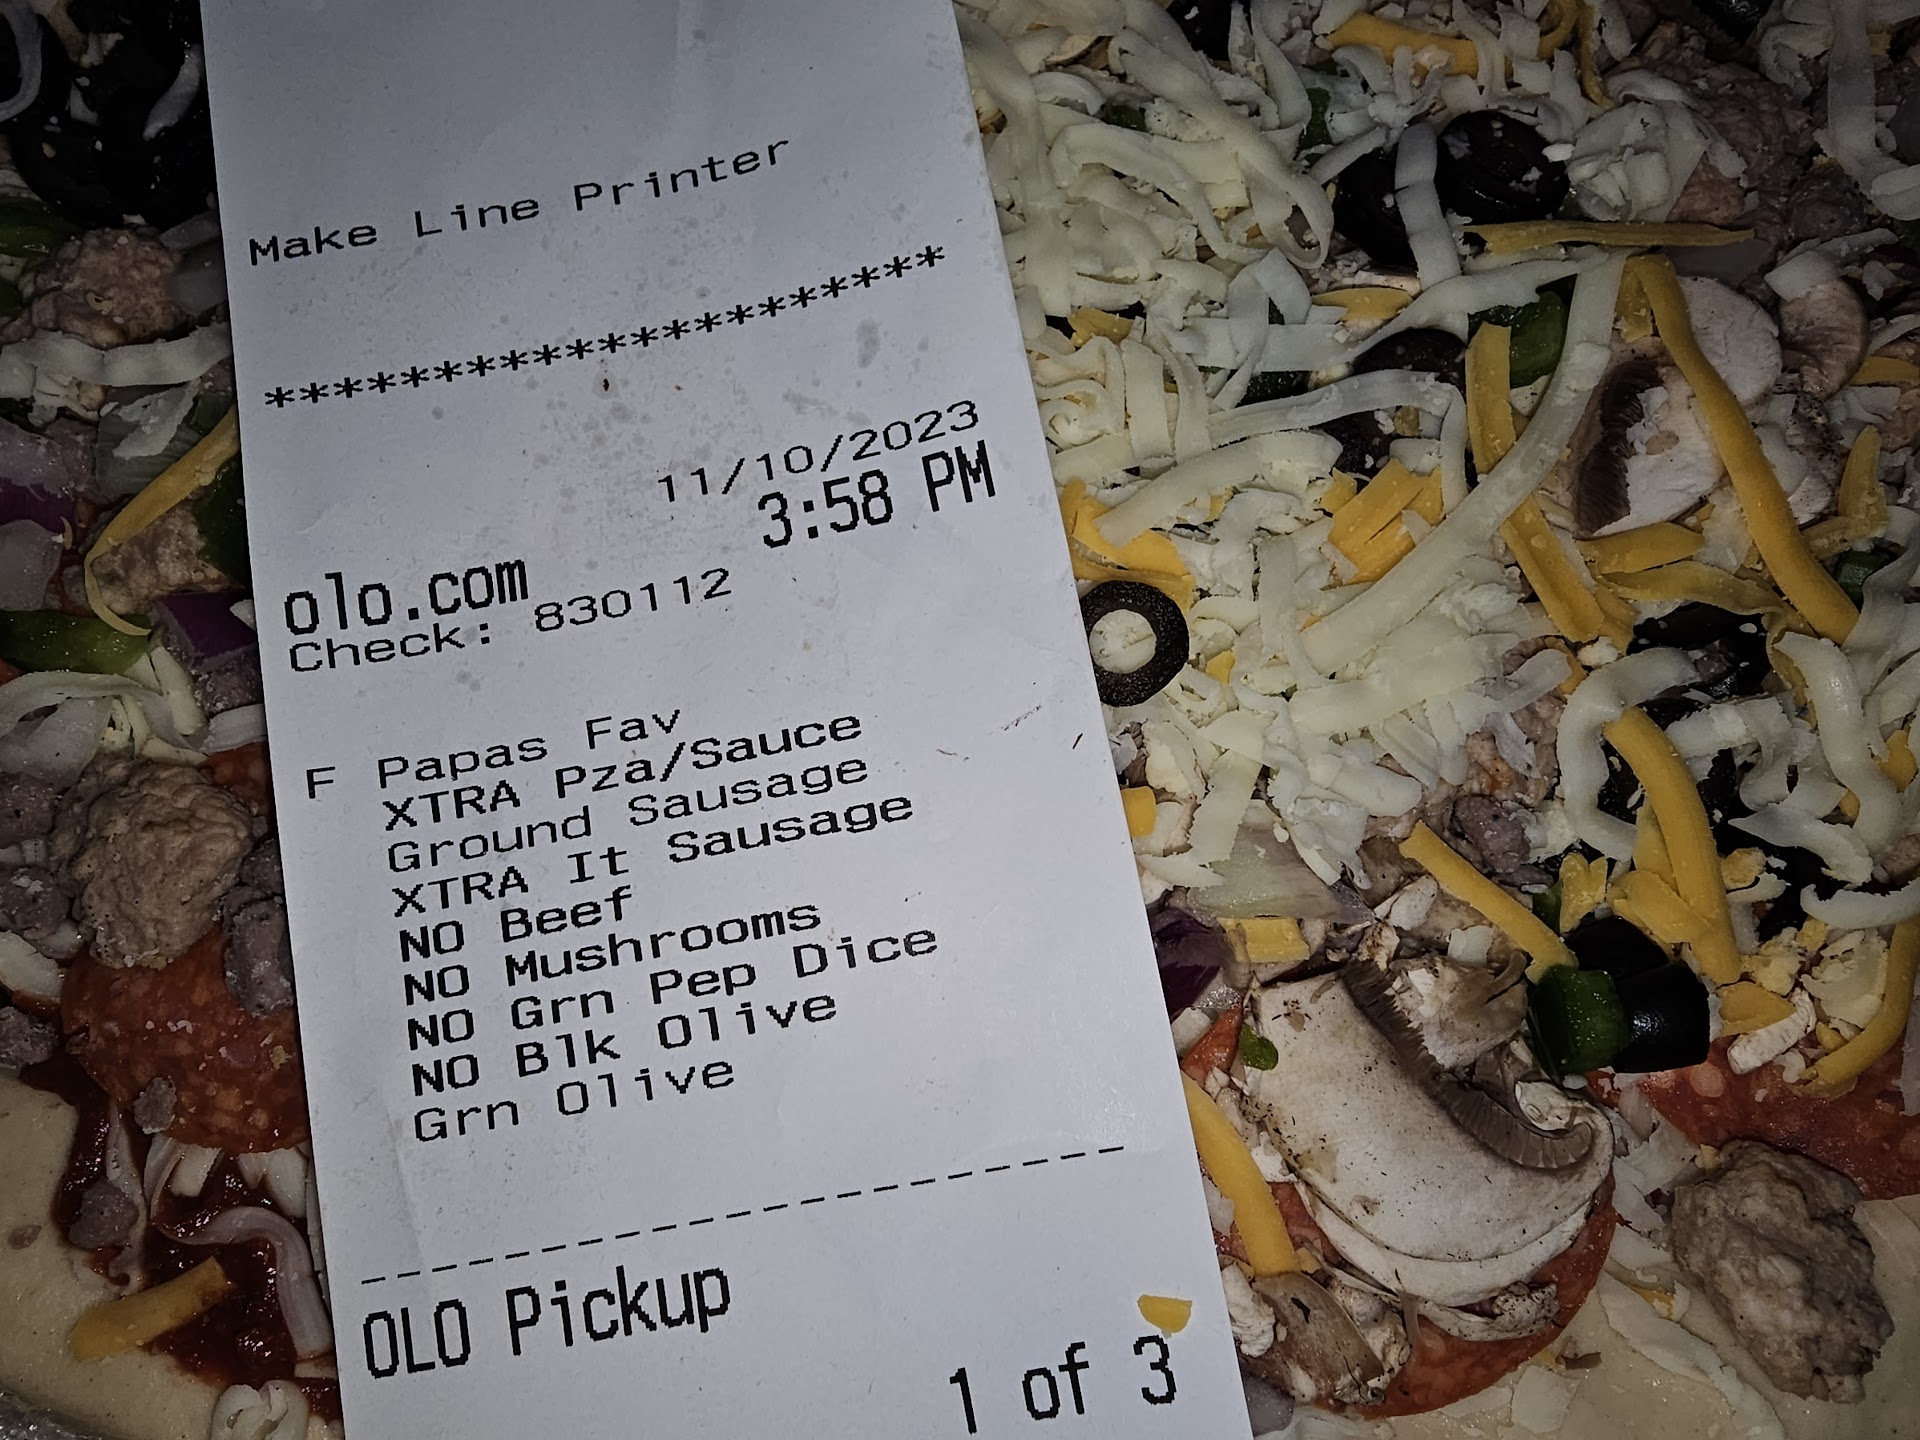 Make Line Printer
********************
11/10/2023
3:58 PM
olo.com
Check: 830112
F Papas Fav
XTRA Pza/Sauce
Ground Sausage
XTRA It Sausage
NO Beef
NO Mushrooms
NO Grn Pep Dice
NO Blk Olive
Grn Olive
----------------------
OLO Pickup
1 of 3